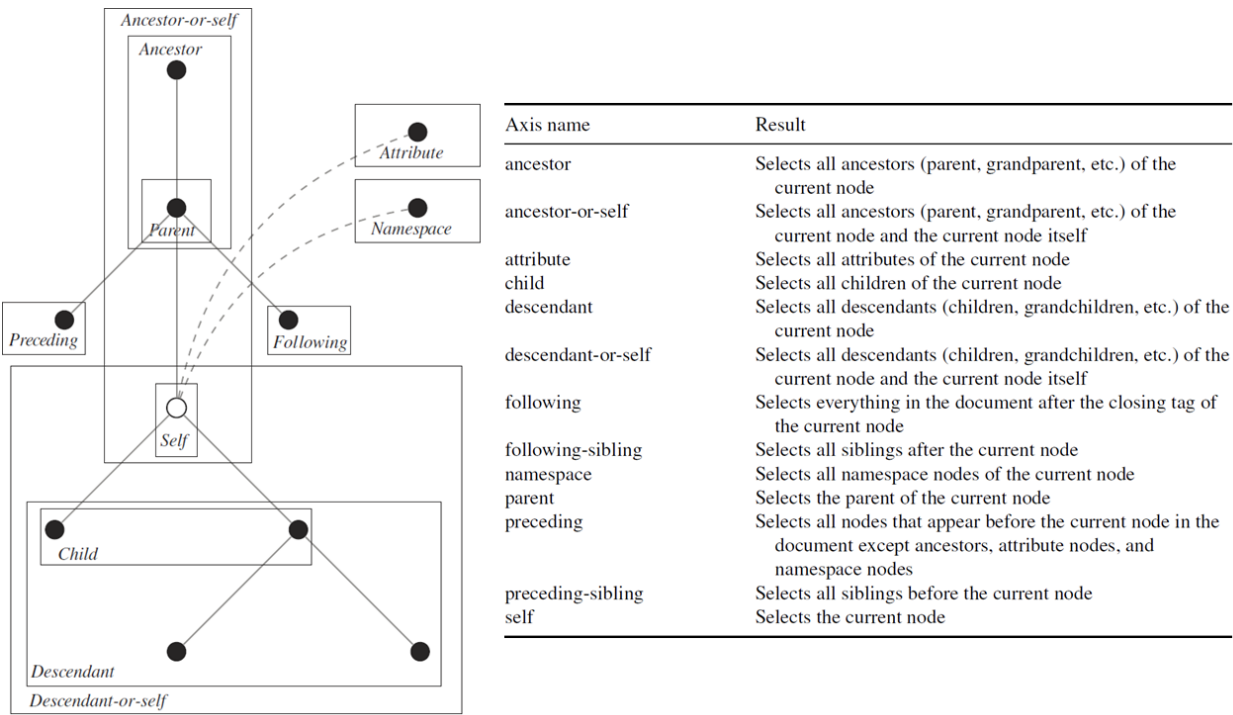 Ancestor-or-self
Ancestor
Attribute
Parent
Namespace
Preceding
Following
Self
Child
Descendant
Descendant-or-self
Axis name Result
ancestor Selects all ancestors (parent, grandparent, etc.) of the
current node
ancestor-or-self Selects all ancestors (parent, grandparent, etc.) of the
current node and the current node itself
attribute Selects all attributes of the current node
child Selects all children of the current node
descendant Selects all descendants (children, grandchildren, etc.) of the
current node
descendant-or-self Selects all descendants (children, grandchildren, etc.) of the
current node and the current node itself
following Selects everything in the document after the closing tag of
the current node
following-sibling Selects all siblings after the current node
namespace Selects all namespace nodes of the current node
parent Selects the parent of the current node
preceding Selects all nodes that appear before the current node in the
document except ancestors, attribute nodes, and
namespace nodes
preceding-sibling Selects all siblings before the current node
self Selects the current node